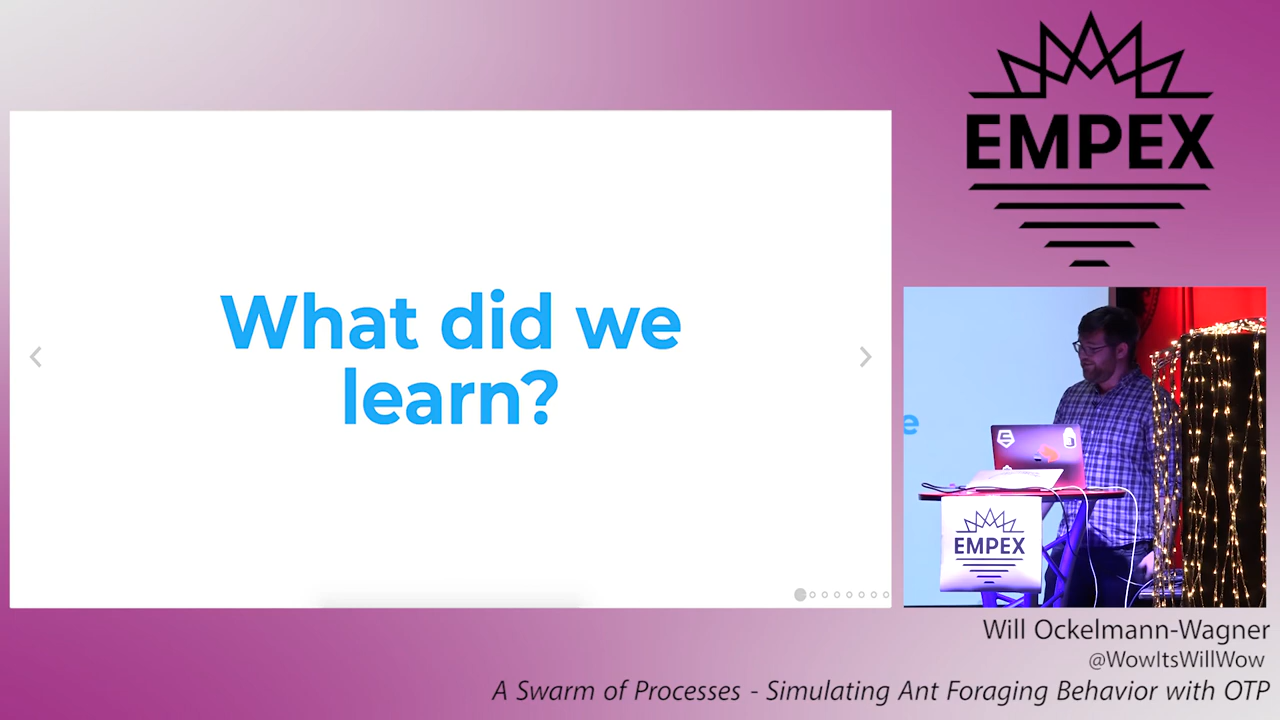 EMPEX
What did we
learn?
e
EMPEX
Will Ockelmann-Wagner
@WowItsWillWow
A Swarm of Processes - Simulating Ant Foraging Behavior with OTP